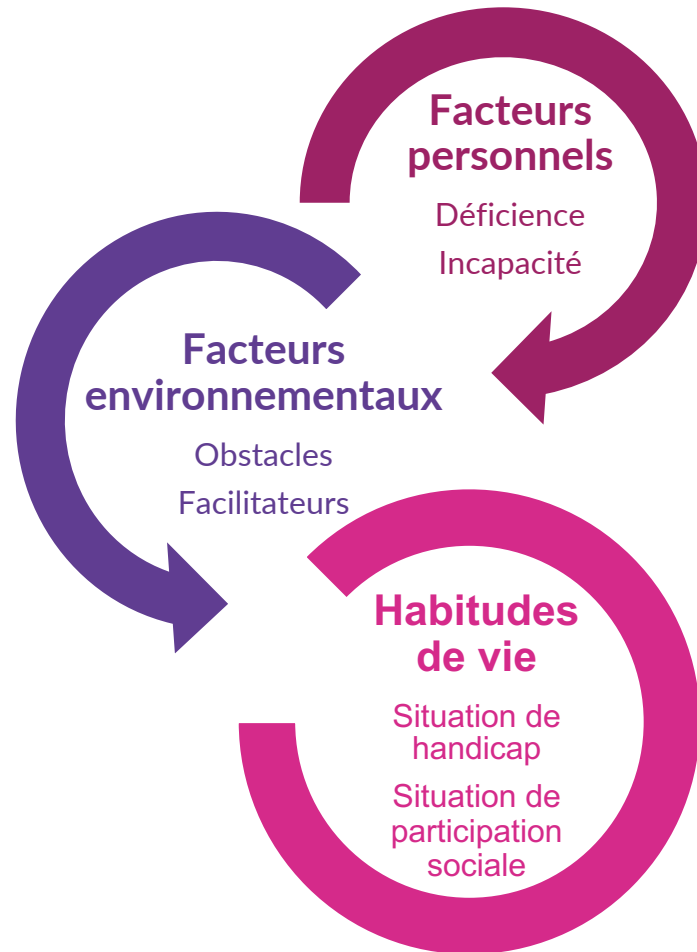 Facteurs
personnels
Déficience
Incapacité
Facteurs
environnementaux
Obstacles
Facilitateurs
Habitudes
de vie
Situation de
handicap
Situation de
participation
sociale